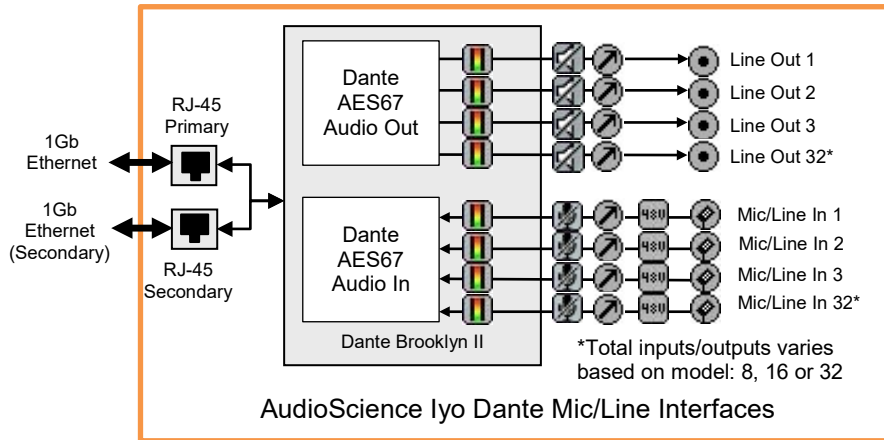 1Gb
Ethernet
1Gb
Ethernet
(Secondary)
RJ-45
Primary
RJ-45
Secondary
Dante
AES67
Audio Out
Dante
AES67
Audio In
Dante Brooklyn II
Line Out 1
Line Out 2
Line Out 3
Line Out 32*
48V
Mic/Line In 1
48V
Mic/Line In 2
48V
Mic/Line In 3
48V
Mic/Line In 32*
*Total inputs/outputs varies
based on model: 8, 16 or 32
AudioScience Iyo Dante Mic/Line Interfaces